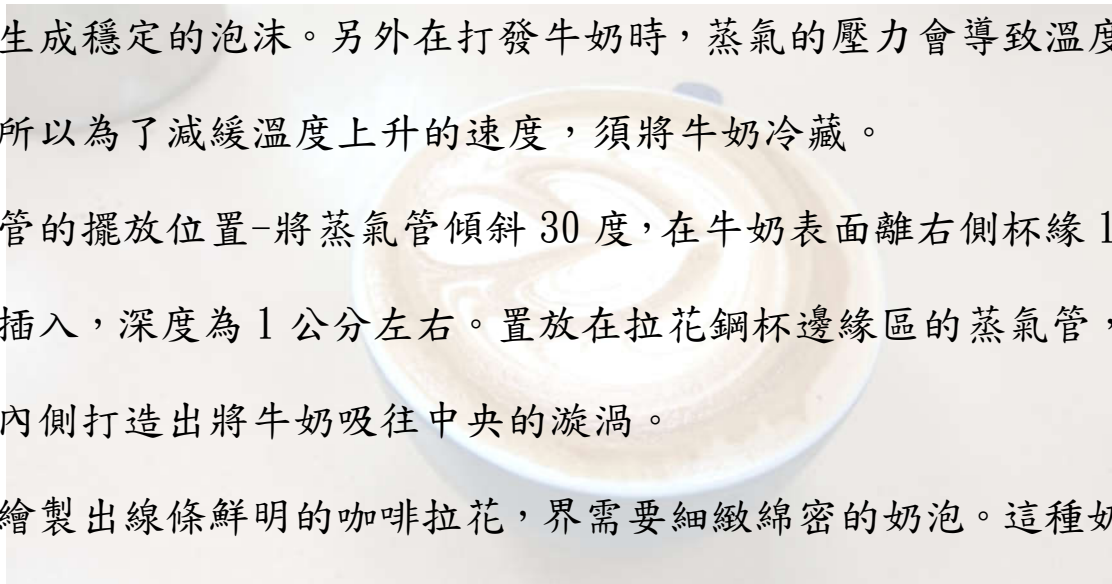 生成穩定的泡沫。另外在打發牛奶時，蒸氣的壓力會導致溫度
所以為了減緩溫度上升的速度，須將牛奶冷藏。
管的擺放位置-將蒸氣管傾斜 30 度，在牛奶表面離右側杯緣 1
插入，深度為 1 公分左右。置放在拉花鋼杯邊緣區的蒸氣管，
內側打造出將牛奶吸往中央的漩渦。
繪製出線條鮮明的咖啡拉花，界需要細緻綿密的奶泡。這種奶